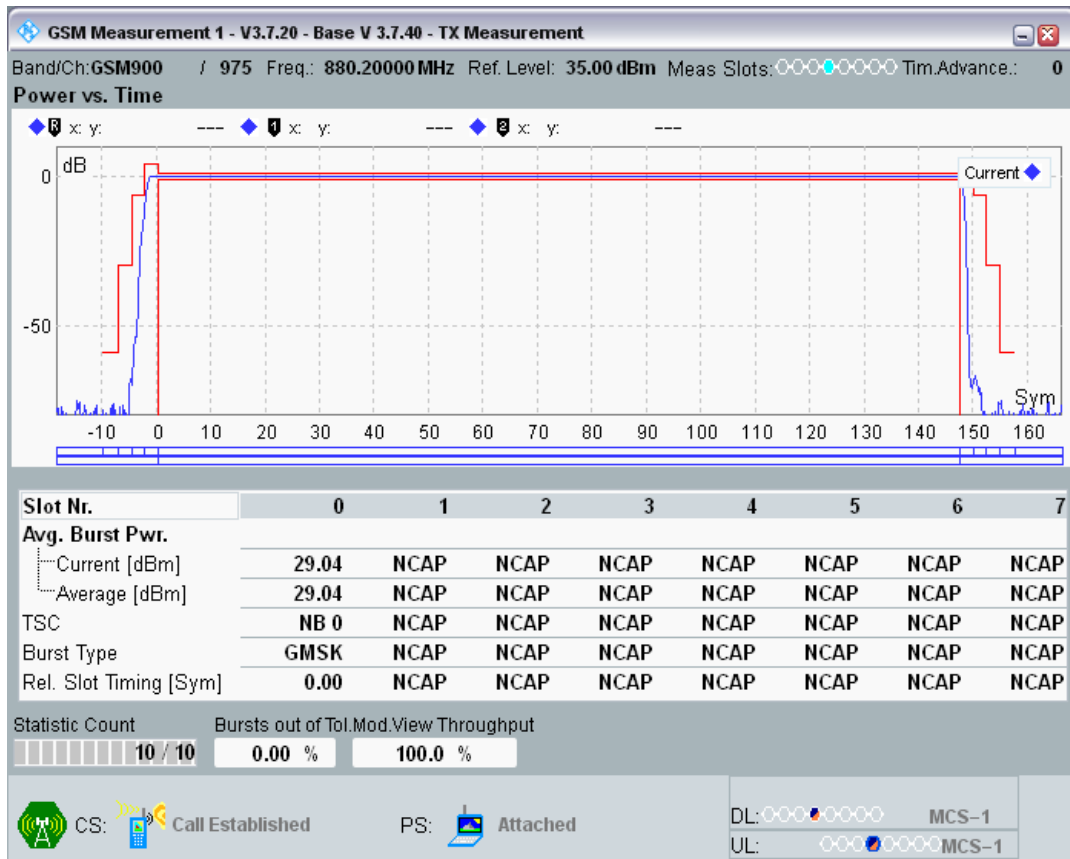 GSM Measurement 1 - V3.7.20 - Base V 3.7.40 - TX Measurement
Band/Ch:GSM900 / 975 Freq.: 880.20000 MHz Ref. Level: 35.00 dBm Meas Slots: Tim.Advance.: 0
Power vs. Time
R x: y: --- 1 x: y: --- 2 x: y: ---
dB
Current
0
-50
Sym
-10 0 10 20 30 40 50 60 70 80 90 100 110 120 130 140 150 160
Slot Nr. 0 1 2 3 4 5 6 7
Avg. Burst Pwr.
Current [dBm] 29.04 NCAP NCAP NCAP NCAP NCAP NCAP NCAP
Average [dBm] 29.04 NCAP NCAP NCAP NCAP NCAP NCAP NCAP
TSC NB 0 NCAP NCAP NCAP NCAP NCAP NCAP NCAP
Burst Type GMSK NCAP NCAP NCAP NCAP NCAP NCAP NCAP
Rel. Slot Timing [Sym] 0.00 NCAP NCAP NCAP NCAP NCAP NCAP NCAP
Statistic Count Bursts out of Tol. Mod.View Throughput
10 / 10 0.00 % 100.0 %
CS: Call Established PS: Attached DL: MCS-1
UL: MCS-1